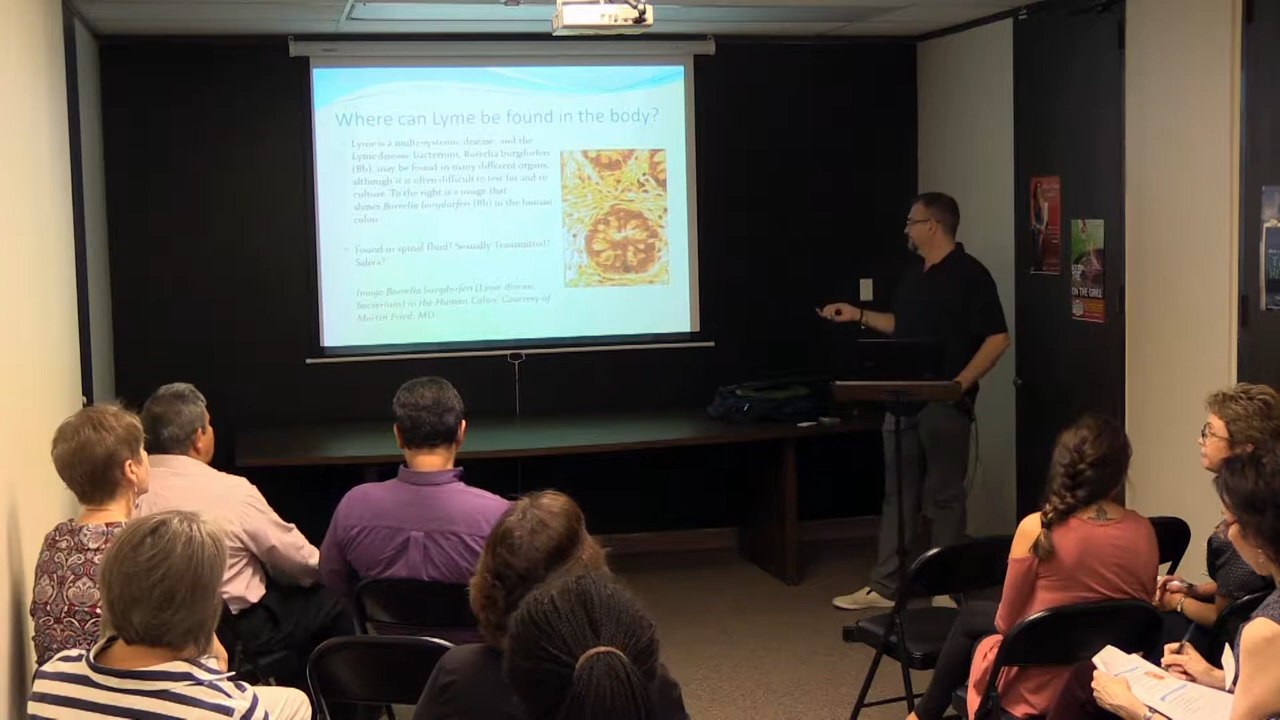 Where can Lyme be found in the body?
Lyme is a multi-systemic disease, and the
Lyme disease bacterium, Borrelia burgdorferi
(Bb), may be found in many different organs,
although it is often difficult to test for and to
culture. To the right is a image that
shows Borrelia burgdorferi (Bb) in the human
colon.
Found in spinal fluid? Sexually Transmitted?
Saliva?
Image Borrelia burgdorferi (Lyme disease
bacterium) in the Human Colon: Courtesy of
Martin Fried, MD
ON THE GRILL